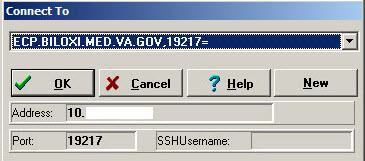 Connect To
ECP.BILOXI.MED.VA.GOV,19217=
OK Cancel ? Help New
Address: 10.
Port: 19217 SSHUsername: